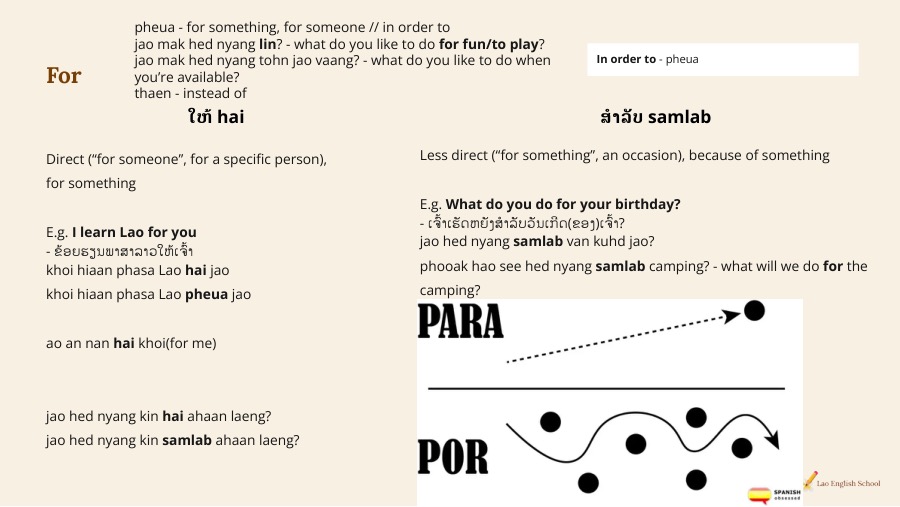 pheua - for something, for someone // in order to
jao mak hed nyang lin? - what do you like to do for fun/to play?
jao mak hed nyang tohn jao vaang? - what do you like to do when
you’re available?
thaen - instead of
For
In order to - pheua
ໃຫ້ hai
Direct (“for someone”, for a specific person),
for something
E.g. I learn Lao for you
- ຂ້ອຍຮຽນພາສາລາວໃຫ້ເຈົ້າ
khoi hiaan phasa Lao hai jao
khoi hiaan phasa Lao pheua jao
ao an nan hai khoi(for me)
jao hed nyang kin hai ahaan laeng?
jao hed nyang kin samlab ahaan laeng?
ສຳລັບ samlab
Less direct (“for something”, an occasion), because of something
E.g. What do you do for your birthday?
- ເຈົ້າເຮັດຫຍັງສຳລັບວັນເກີດ(ຂອງ)ເຈົ້າ?
jao hed nyang samlab van kuhd jao?
phooak hao see hed nyang samlab camping? - what will we do for the
camping?
PARA
POR
SPANISH
obsessed
Lao English School